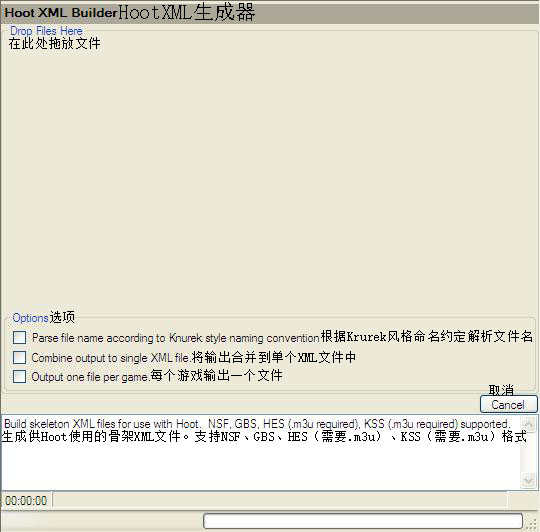 Hoot XML BuilderHootXML生成器
Drop Files Here
在此处拖放文件
Options选项
Parse file name according to Knurek style naming convention根据Krurek风格命名约定解析文件名
Combine output to single XML file.将输出合并到单个XML文件中
Output one file per game.每个游戏输出一个文件
取消
Cancel
Build skeleton XML files for use with Hoot.  NSF, GBS, HES (.m3u required), KSS (.m3u required) supported.
生成供Hoot使用的骨架XML文件。支持NSF、GBS、HES（需要.m3u）、KSS（需要.m3u）格式
00:00:00